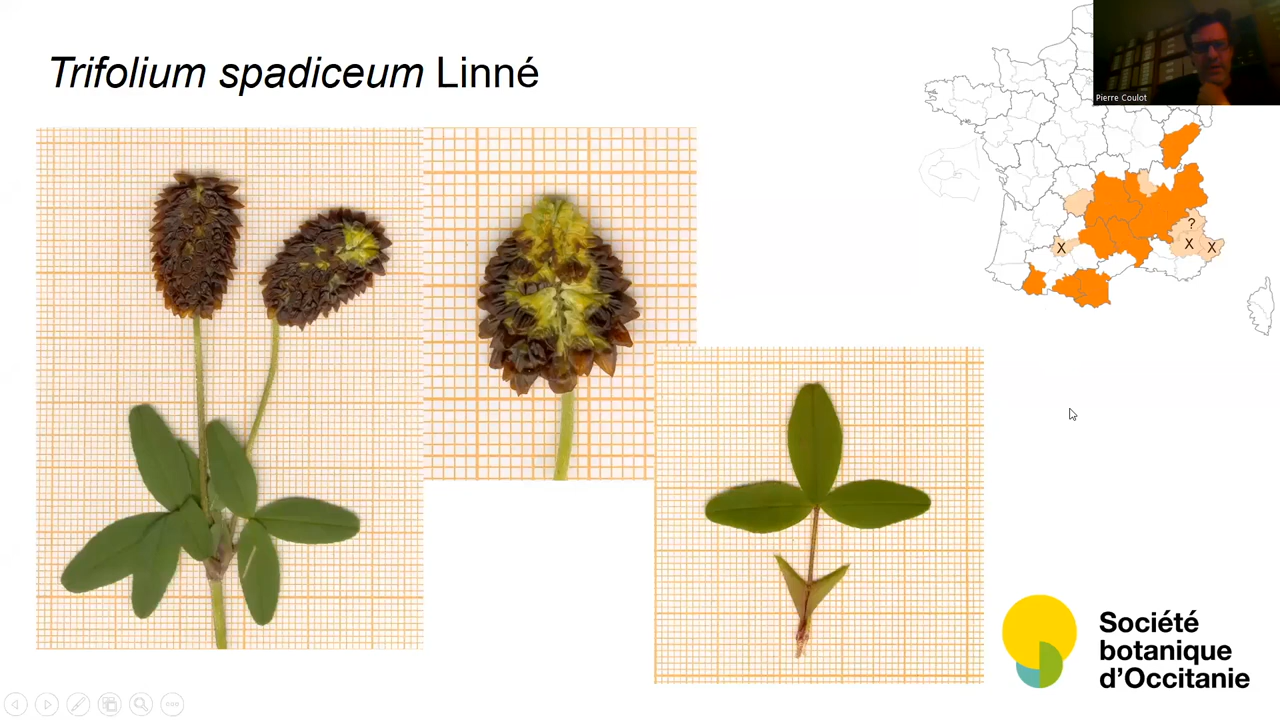 Trifolium spadiceum Linné
Pierre Coulot
?
X
X
X
Société
botanique
d'Occitanie